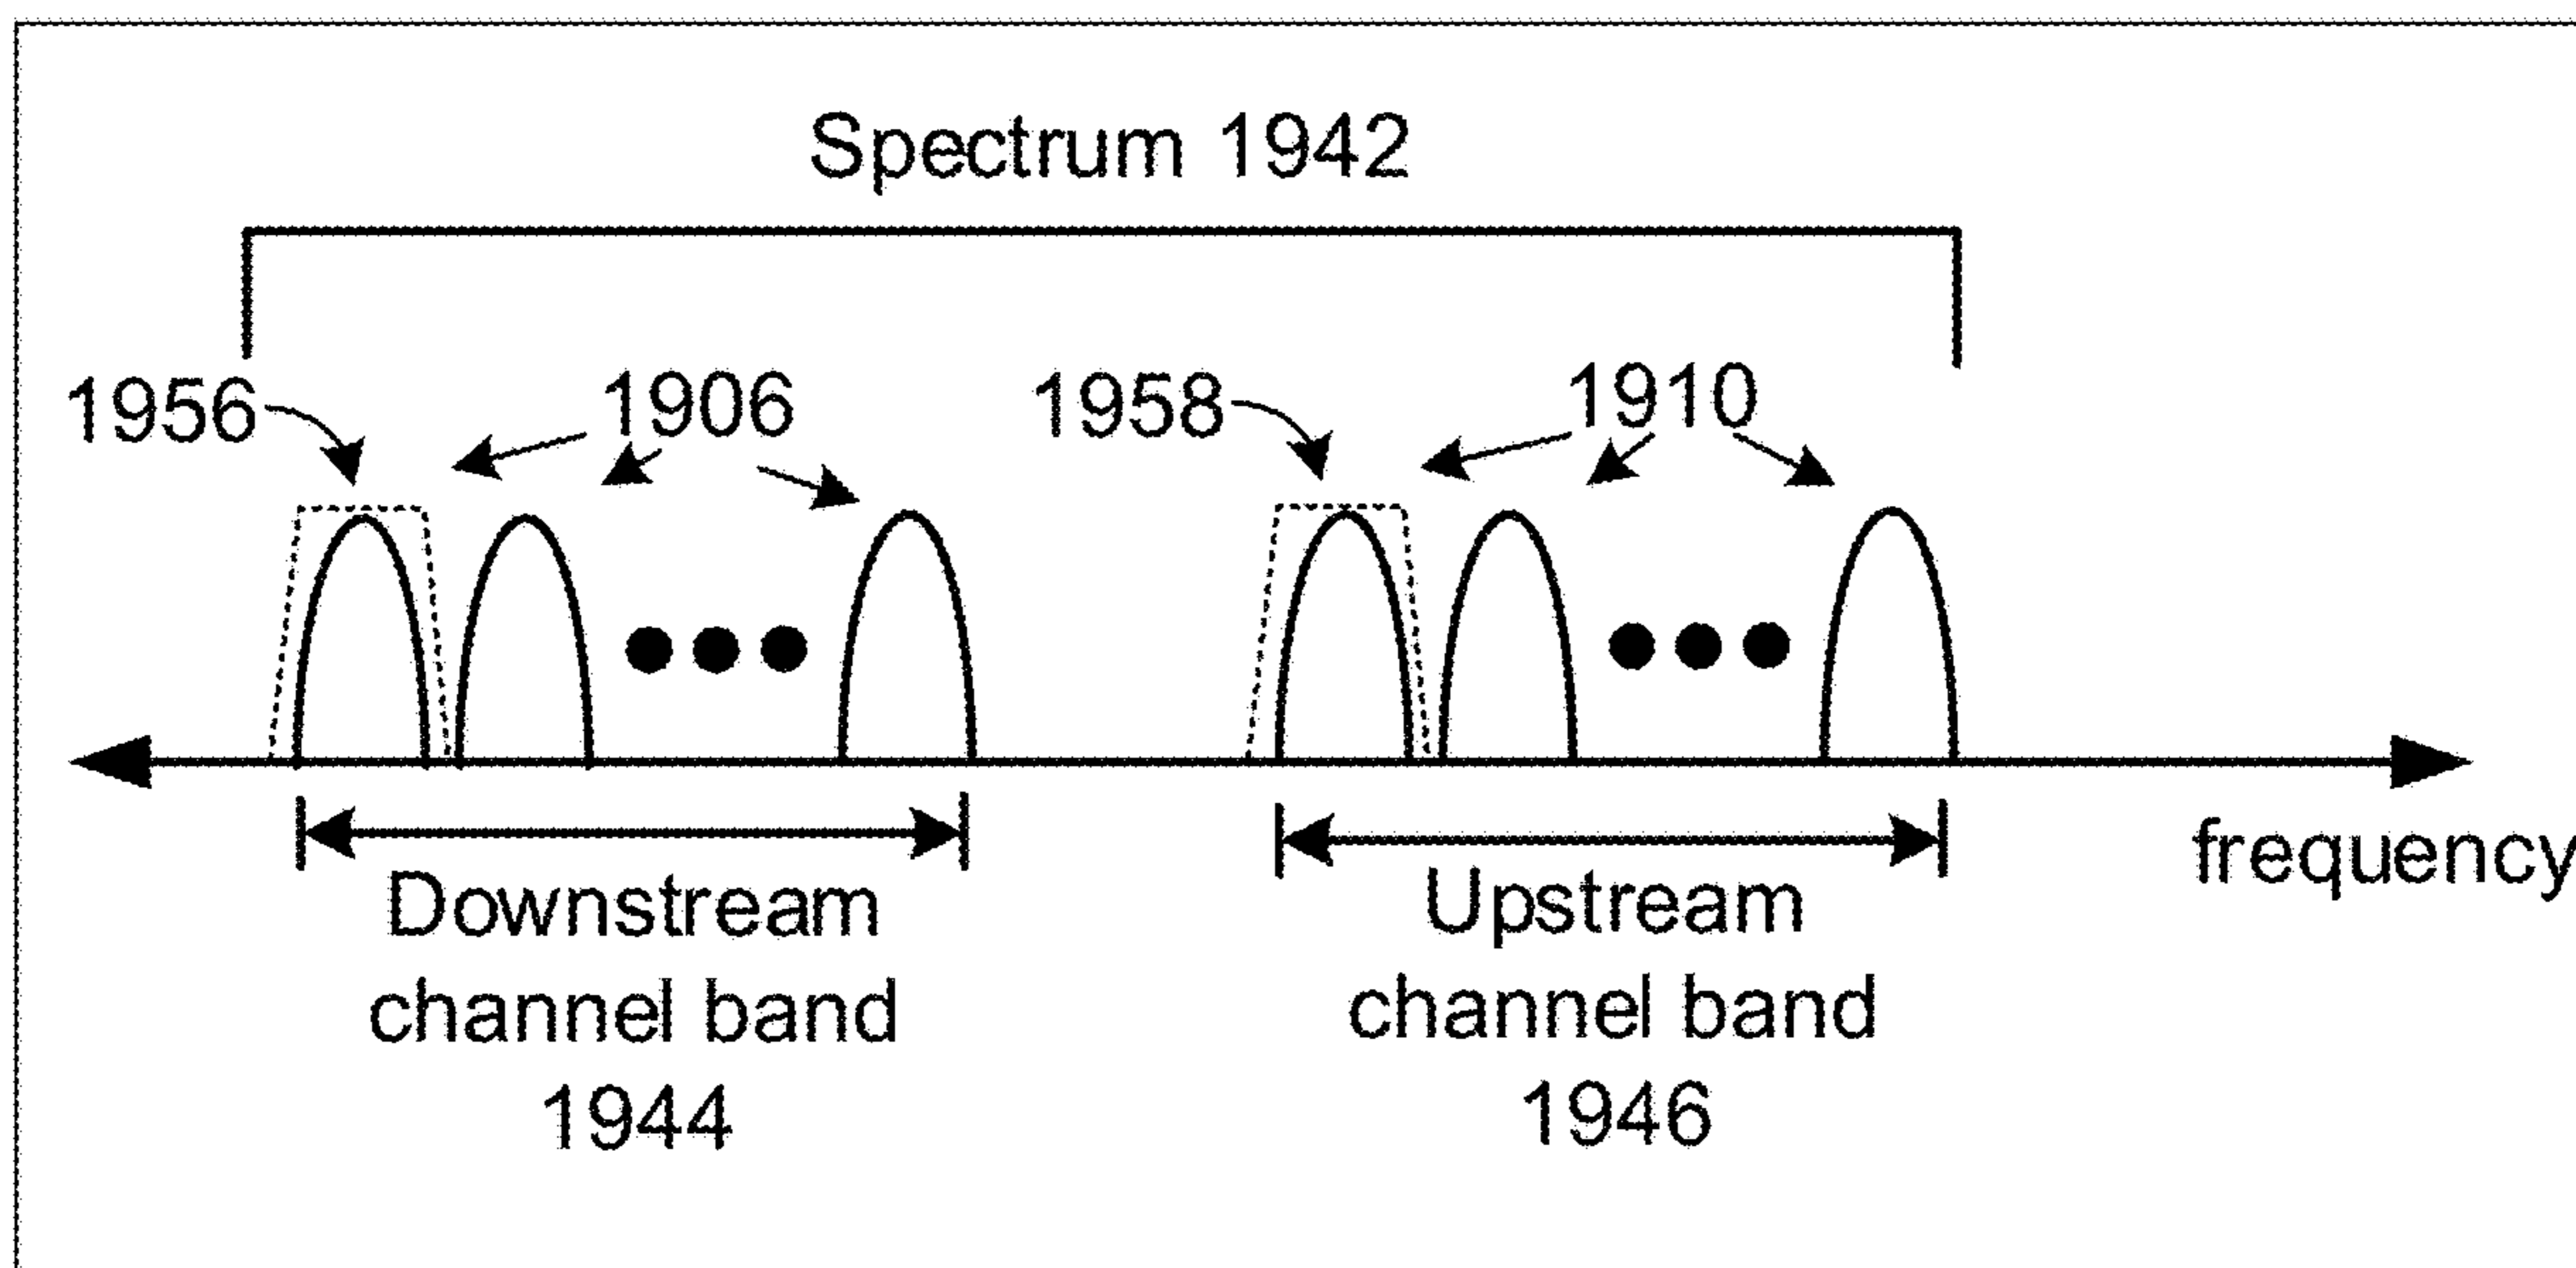 Spectrum 1942
1956
1906
1958
1910
frequency
Downstream
channel band
1944
Upstream
channel band
1946